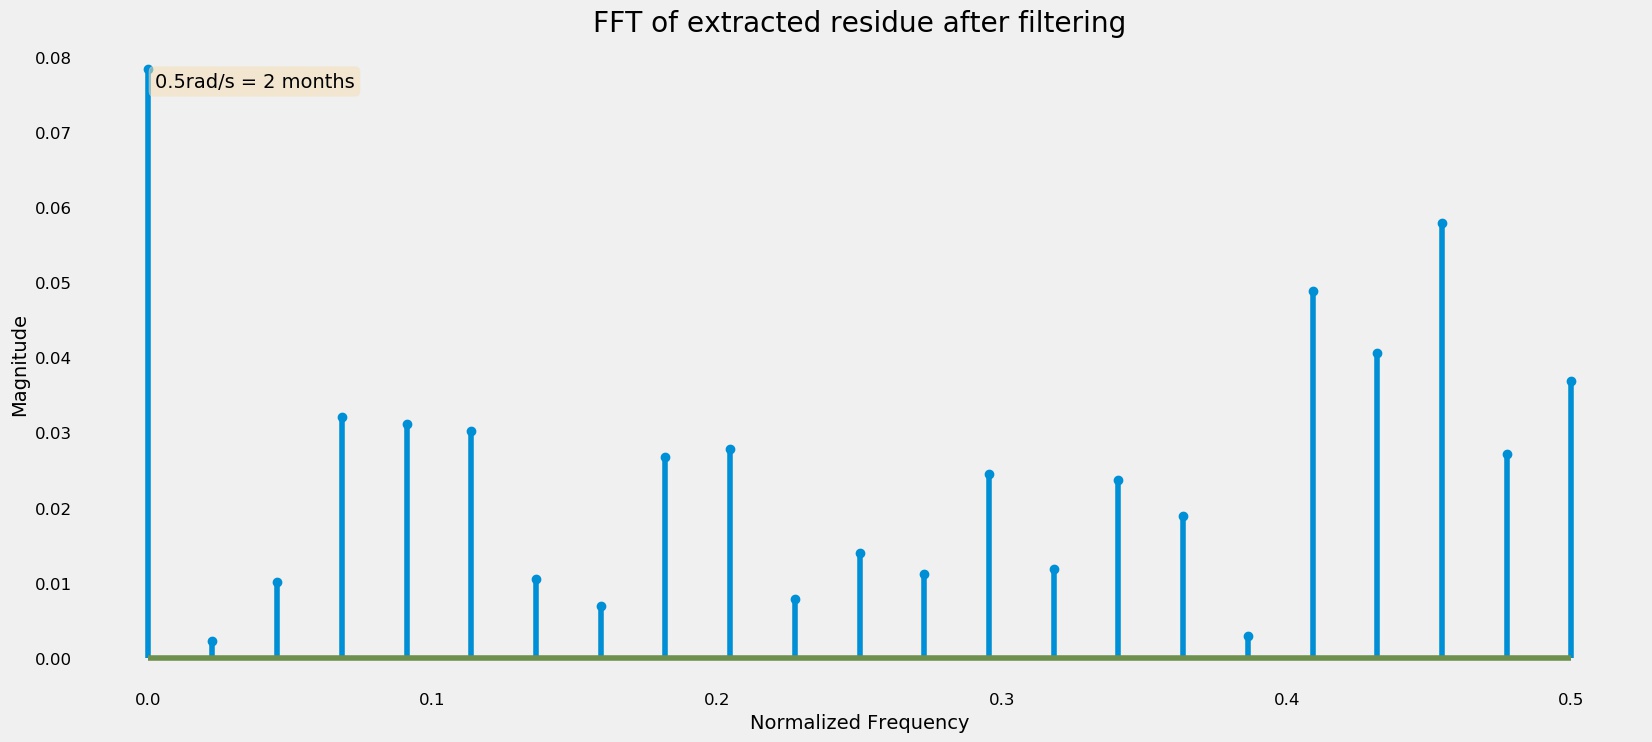 FFT of extracted residue after filtering
0.08
0.5rad/s = 2 months
0.07
0.06
0.05
0.04
0.03
0.02
0.01
0.00
Magnitude
0.0 0.1 0.2 0.3 0.4 0.5
Normalized Frequency